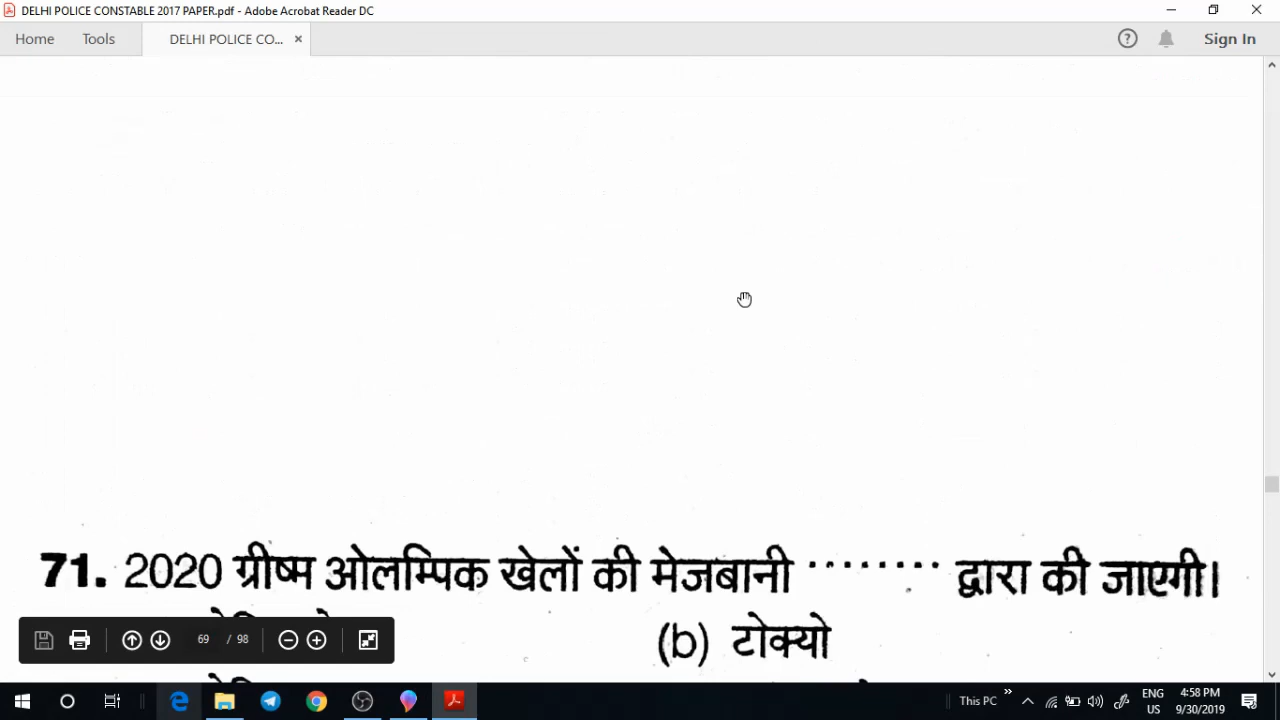 DELHI POLICE CONSTABLE 2017 PAPER.pdf - Adobe Acrobat Reader DC
Home Tools DELHI POLICE CO... × ? Sign In
71. 2020 ग्रीष्म ओलम्पिक खेलों की मेजबानी ········ द्वारा की जाएगी।
(b) टोक्यो
69 / 98
This PC » ENG 4:58 PM
US 9/30/2019